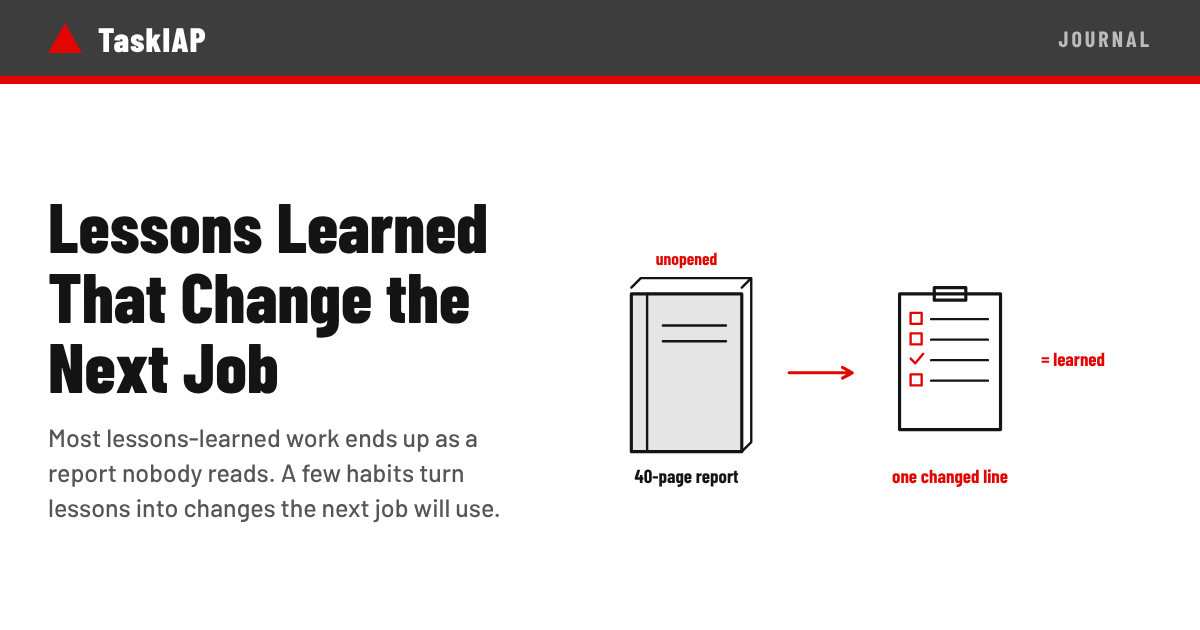 TaskIAP
JOURNAL
Lessons Learned
That Change the
Next Job
Most lessons-learned work ends up as a
report nobody reads. A few habits turn
lessons into changes the next job will use.
unopened
40-page report
one changed line
= learned